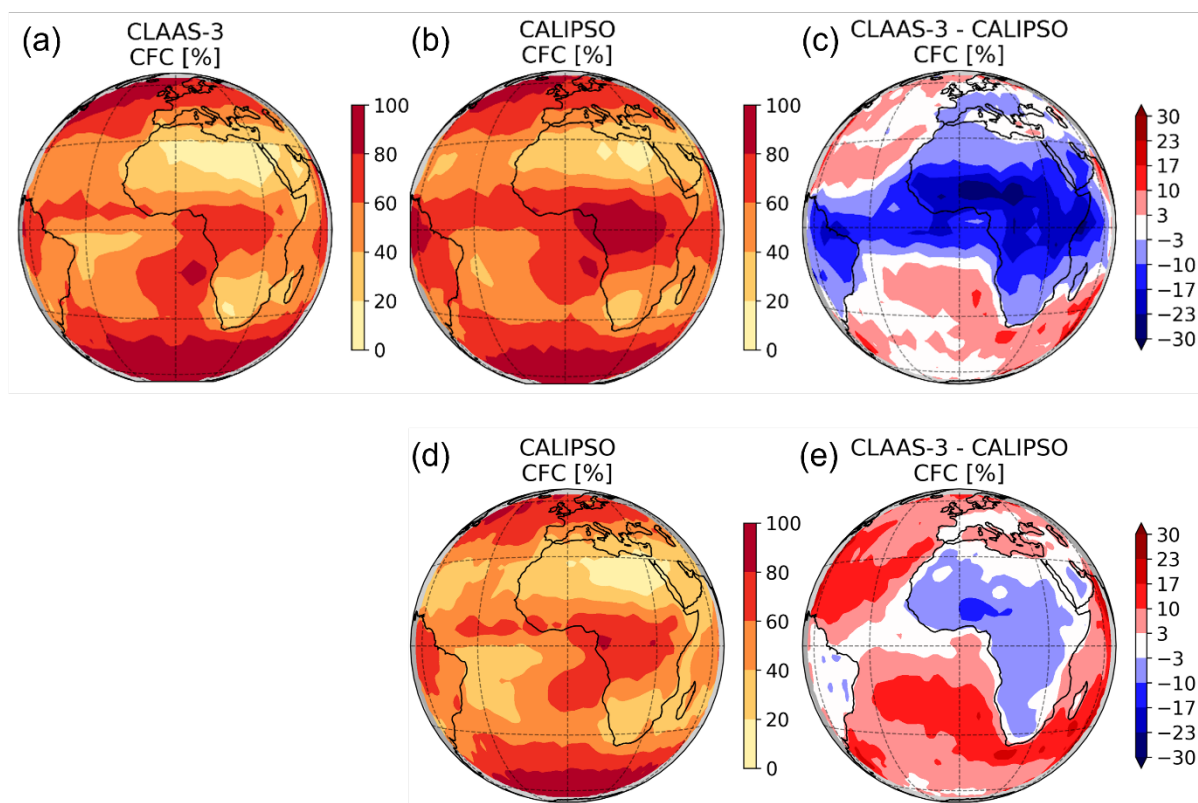 (a)
CLAAS-3
CFC [%]
100
80
60
40
20
0
(b)
CALIPSO
CFC [%]
100
80
60
40
20
0
(c)
CLAAS-3 - CALIPSO
CFC [%]
30
23
17
10
3
−3
−10
−17
−23
−30
(d)
CALIPSO
CFC [%]
100
80
60
40
20
0
(e)
CLAAS-3 - CALIPSO
CFC [%]
30
23
17
10
3
−3
−10
−17
−23
−30